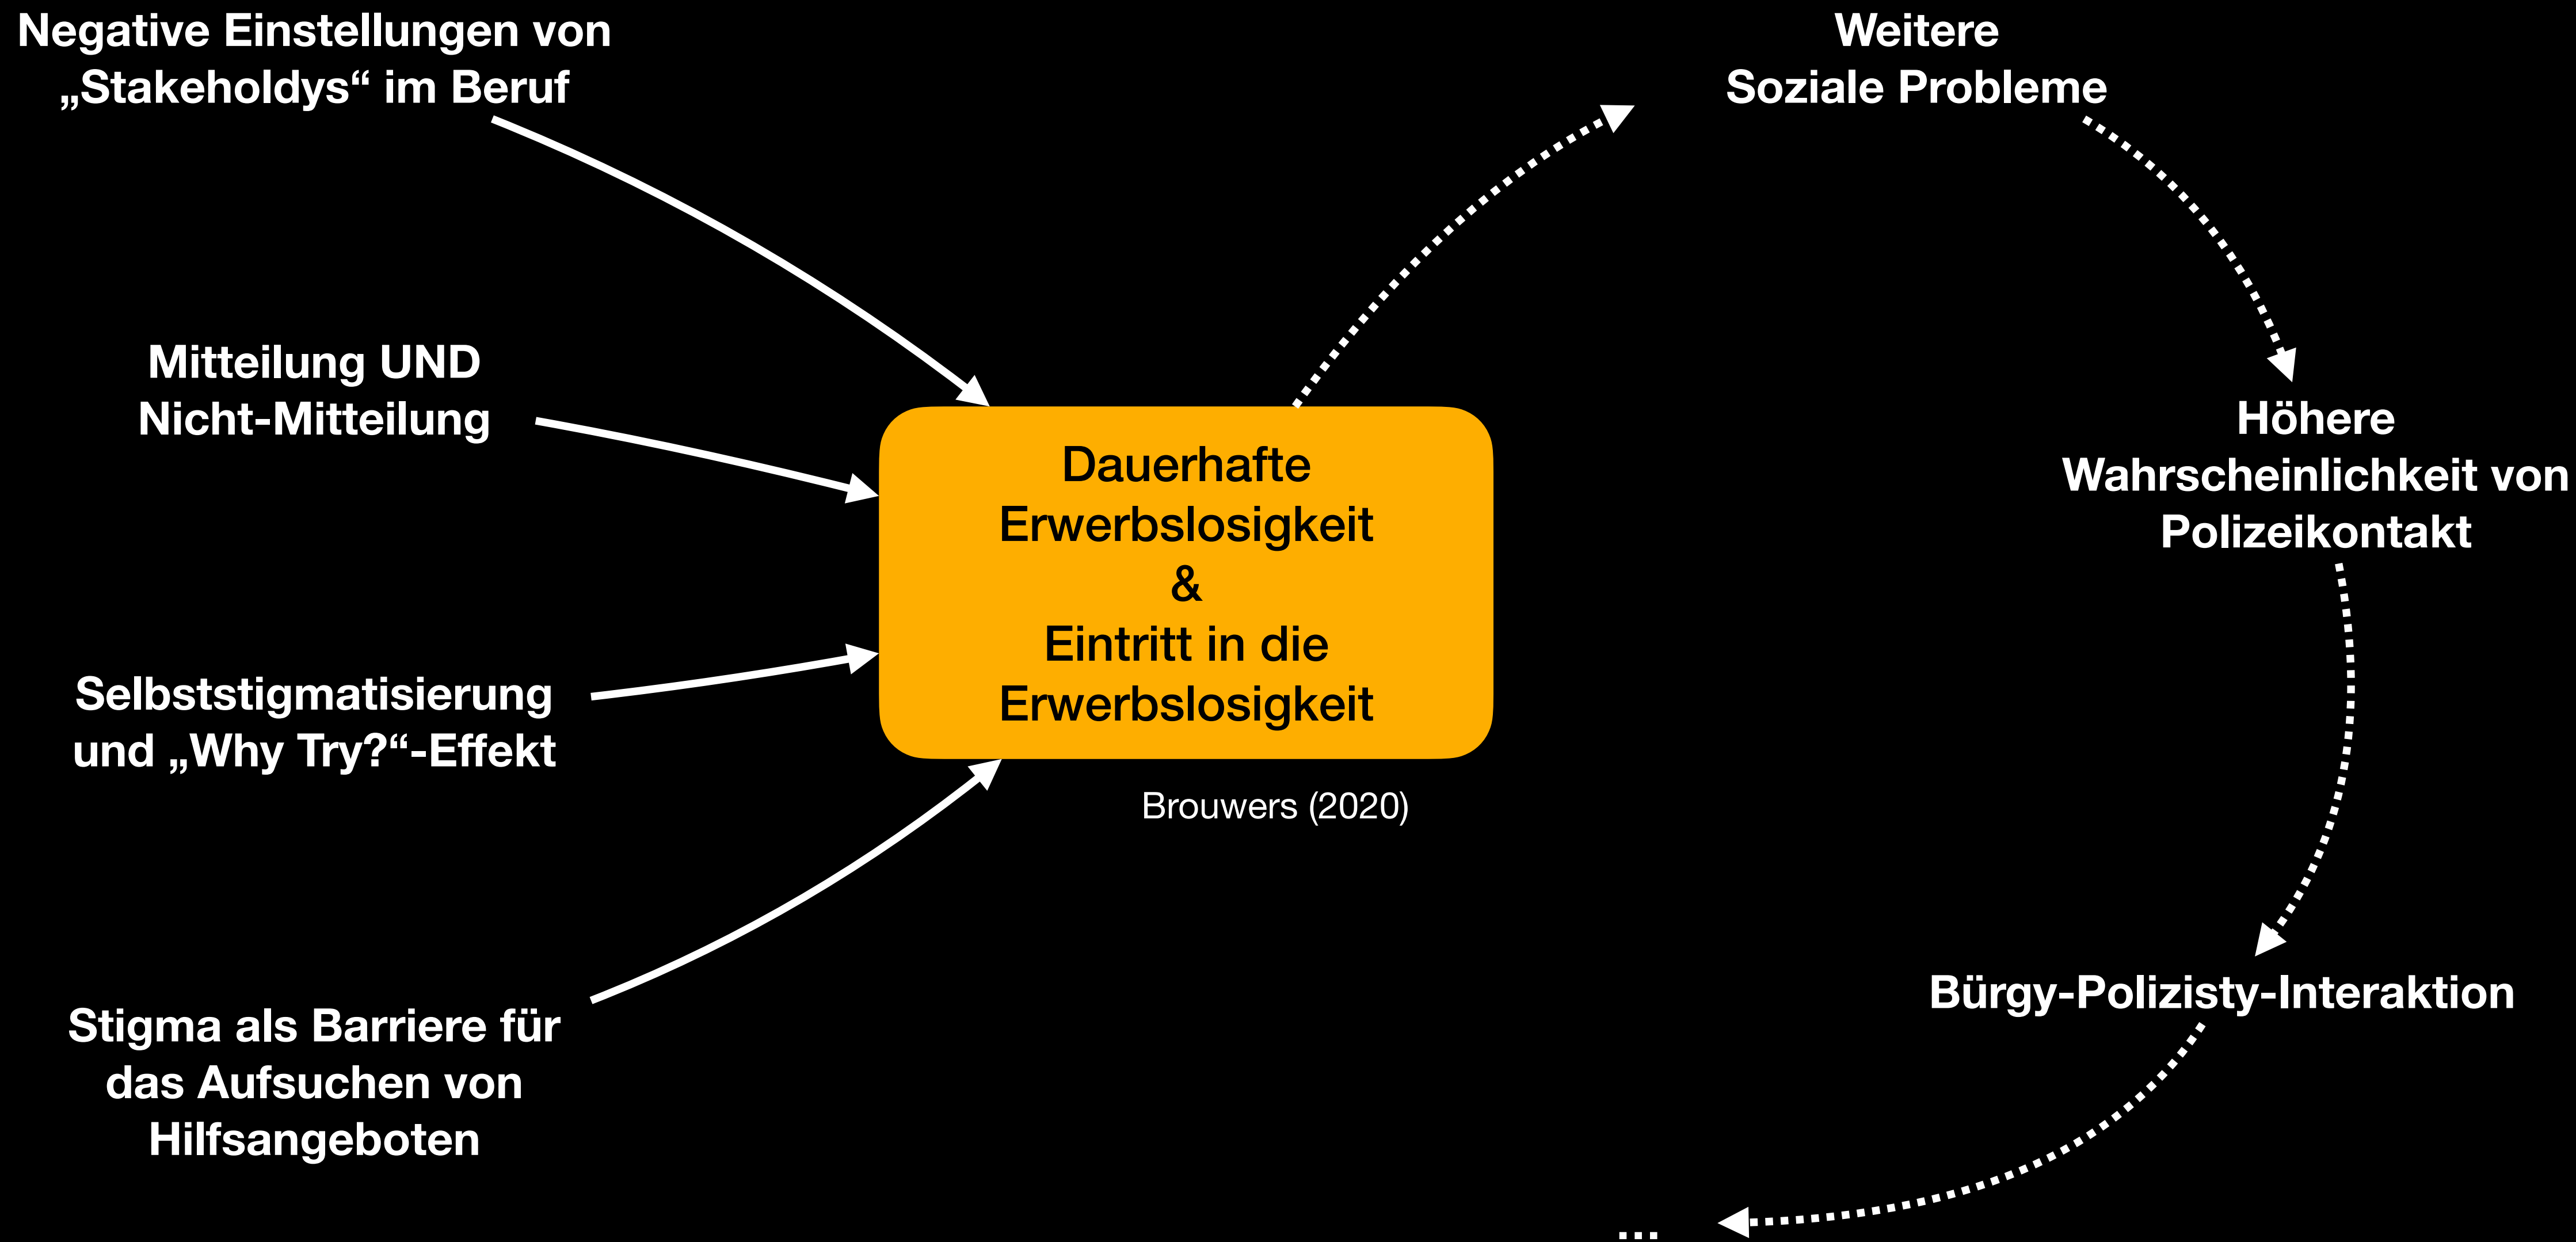 Negative Einstellungen von
„Stakeholdys“ im Beruf
Mitteilung UND
Nicht-Mitteilung
Selbststigmatisierung
und „Why Try?“-Effekt
Stigma als Barriere für
das Aufsuchen von
Hilfsangeboten
Dauerhafte
Erwerbslosigkeit
&
Eintritt in die
Erwerbslosigkeit
Brouwers (2020)
Weitere
Soziale Probleme
Höhere
Wahrscheinlichkeit von
Polizeikontakt
Bürgy-Polizisty-Interaktion
...